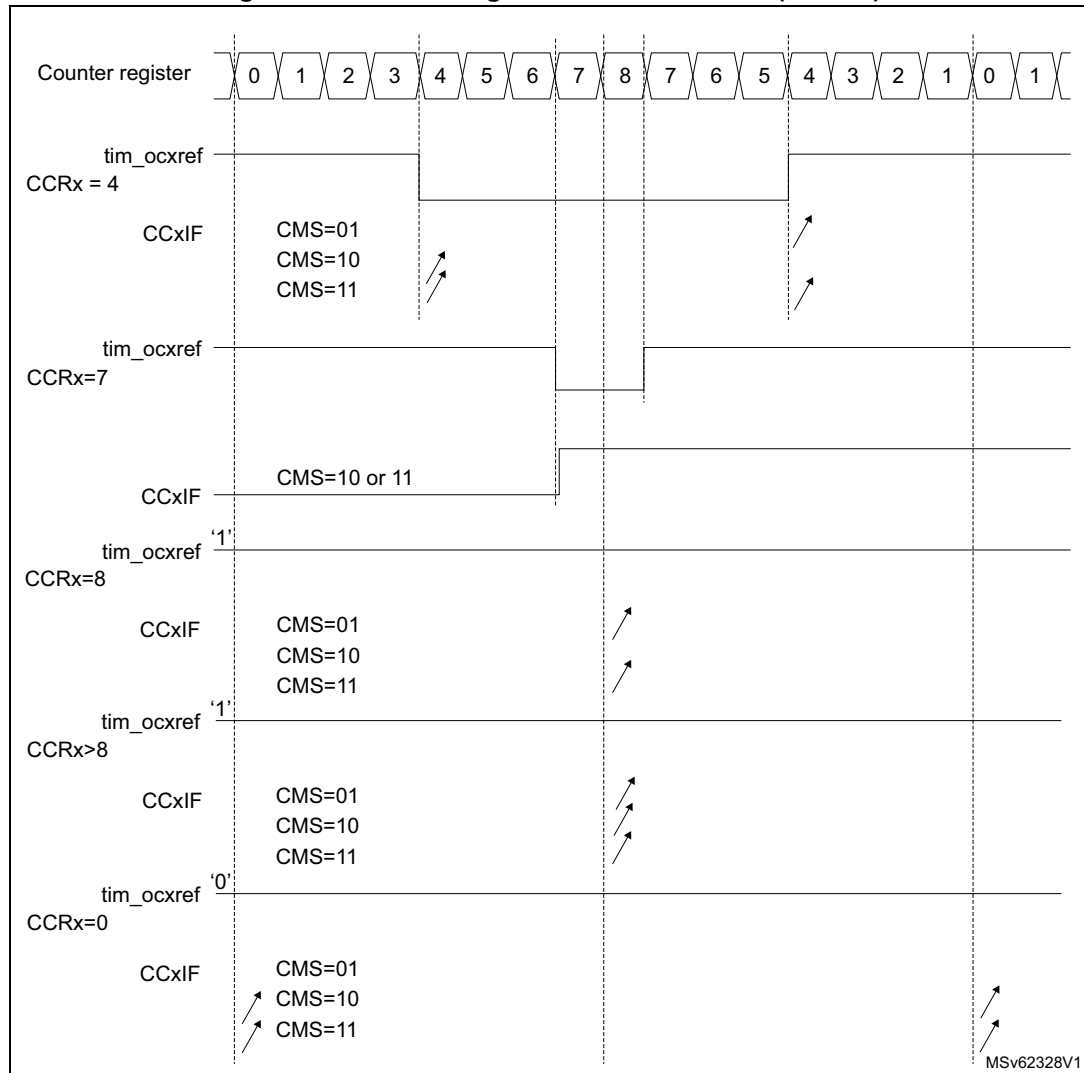 Counter register 0 1 2 3 4 5 6 7 8 7 6 5 4 3 2 1 0 1
tim_ocxref
CCRx = 4
CCxIF CMS=01
CMS=10
CMS=11
tim_ocxref
CCRx=7
CMS=10 or 11
CCxIF
tim_ocxref '1'
CCRx=8
CCxIF CMS=01
CMS=10
CMS=11
tim_ocxref '1'
CCRx>8
CCxIF CMS=01
CMS=10
CMS=11
tim_ocxref '0'
CCRx=0
CCxIF CMS=01
CMS=10
CMS=11
MSv62328V1